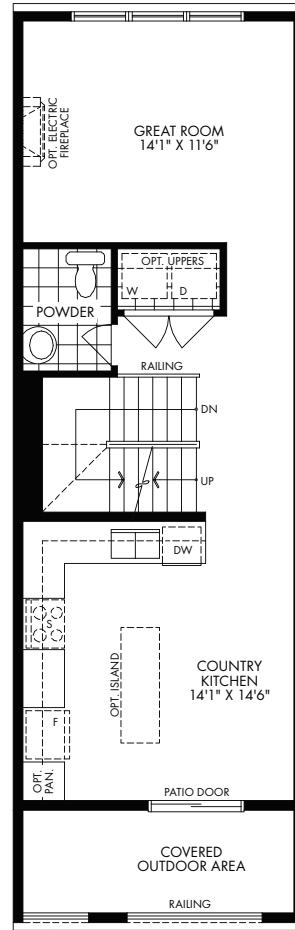 OPT. ELECTRIC
FIREPLACE
GREAT ROOM
14'1" X 11'6"
OPT. UPPERS
W
D
POWDER
RAILING
DN
UP
DW
S
OPT. ISLAND
COUNTRY
KITCHEN
14'1" X 14'6"
F
OPT.
PAN.
PATIO DOOR
COVERED
OUTDOOR AREA
RAILING